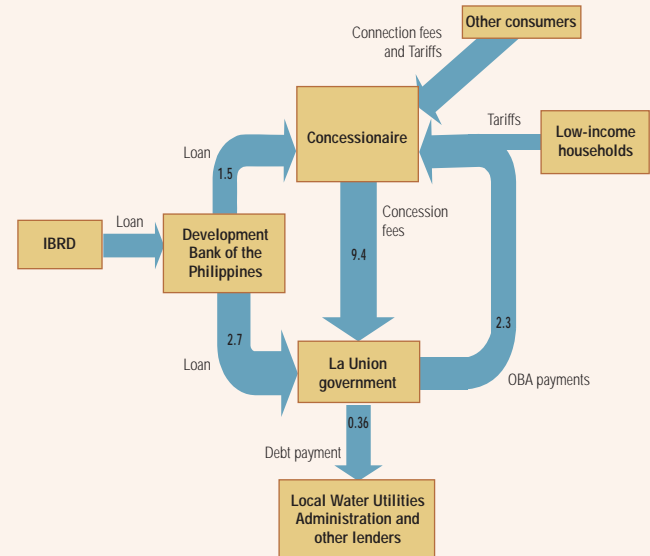 Other consumers
Connection fees
and Tariffs
Concessionaire
Tariffs
Low-income
households
Loan
1.5
Loan
IBRD
Development
Bank of the
Philippines
Concession
fees
9.4
2.7
Loan
La Union
government
2.3
OBA payments
0.36
Debt payment
Local Water Utilities
Administration and
other lenders